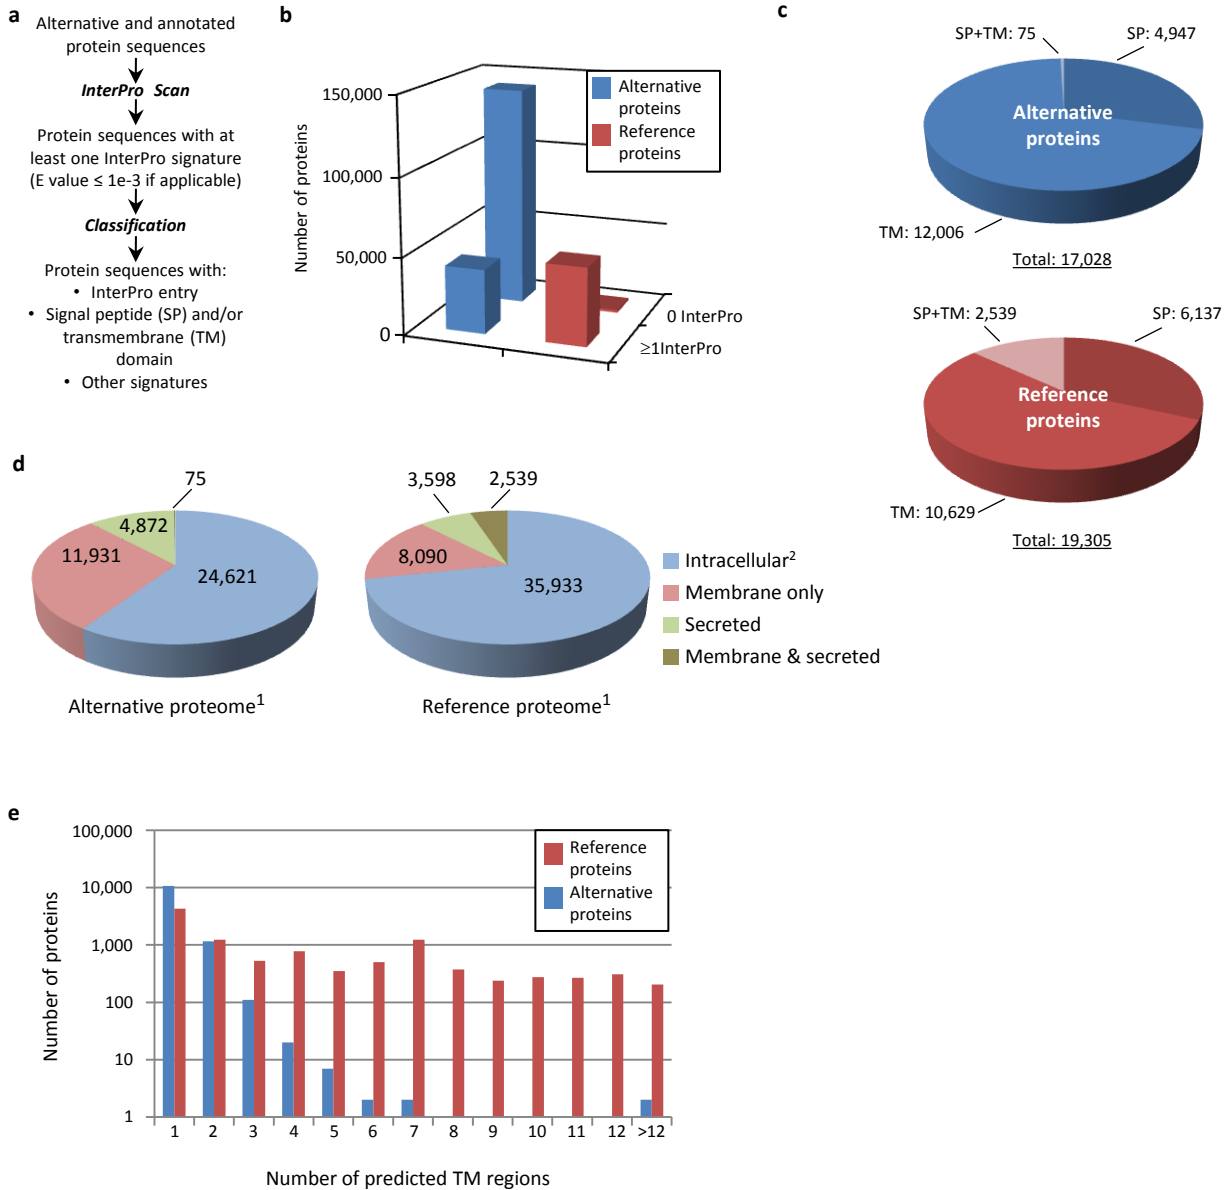 a
Alternative and annotated
protein sequences
InterPro Scan
Protein sequences with at
least one InterPro signature
(E value ≤ 1e-3 if applicable)
Classification
Protein sequences with:
• InterPro entry
• Signal peptide (SP) and/or
transmembrane (TM)
domain
• Other signatures
b
150,000
100,000
50,000
0
Number of proteins
Alternative
proteins
Reference
proteins
0 InterPro
≥1InterPro
c
SP+TM: 75
SP: 4,947
Alternative
proteins
TM: 12,006
Total: 17,028
SP+TM: 2,539
SP: 6,137
Reference
proteins
TM: 10,629
Total: 19,305
d
75
4,872
11,931
24,621
Alternative proteome1
3,598
2,539
8,090
35,933
Reference proteome1
Intracellular2
Membrane only
Secreted
Membrane & secreted
e
100,000
10,000
1,000
100
10
1
Number of proteins
Reference
proteins
Alternative
proteins
1 2 3 4 5 6 7 8 9 10 11 12 >12
Number of predicted TM regions